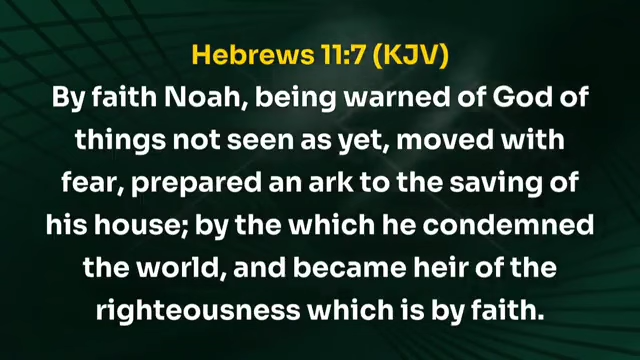 Hebrews 11:7 (KJV)
By faith Noah, being warned of God of
things not seen as yet, moved with
fear, prepared an ark to the saving of
his house; by the which he condemned
the world, and became heir of the
righteousness which is by faith.